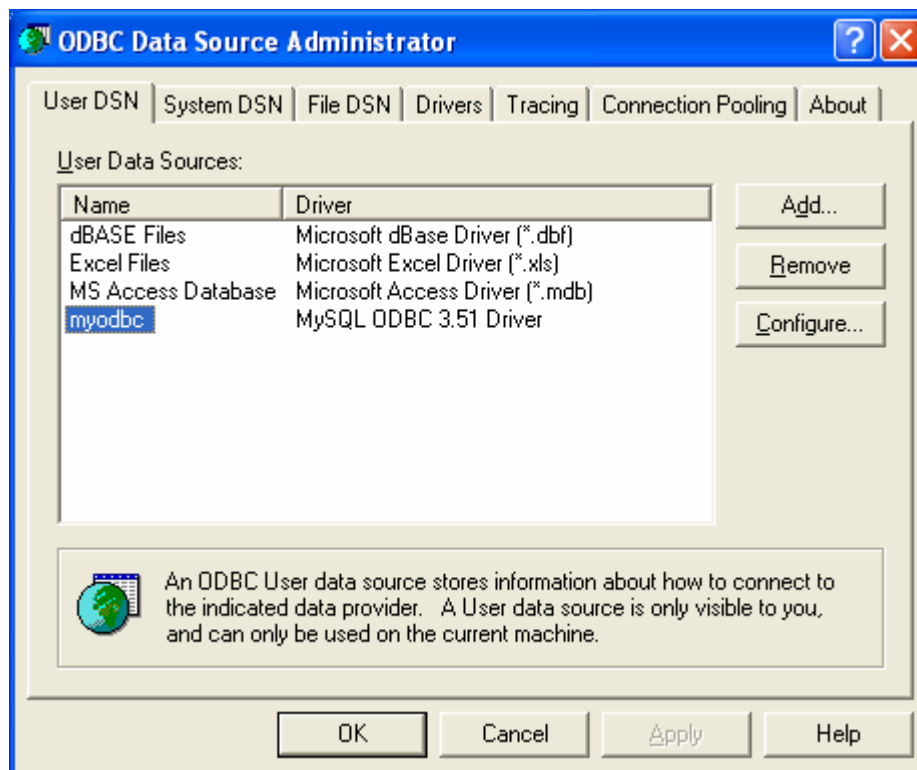 ODBC Data Source Administrator
User DSN System DSN File DSN Drivers Tracing Connection Pooling About
User Data Sources:
Name Driver
dBASE Files Microsoft dBase Driver (*.dbf)
Excel Files Microsoft Excel Driver (*.xls)
MS Access Database Microsoft Access Driver (*.mdb)
myodbc MySQL ODBC 3.51 Driver
Add...
Remove
Configure...
An ODBC User data source stores information about how to connect to
the indicated data provider. A User data source is only visible to you,
and can only be used on the current machine.
OK Cancel Apply Help